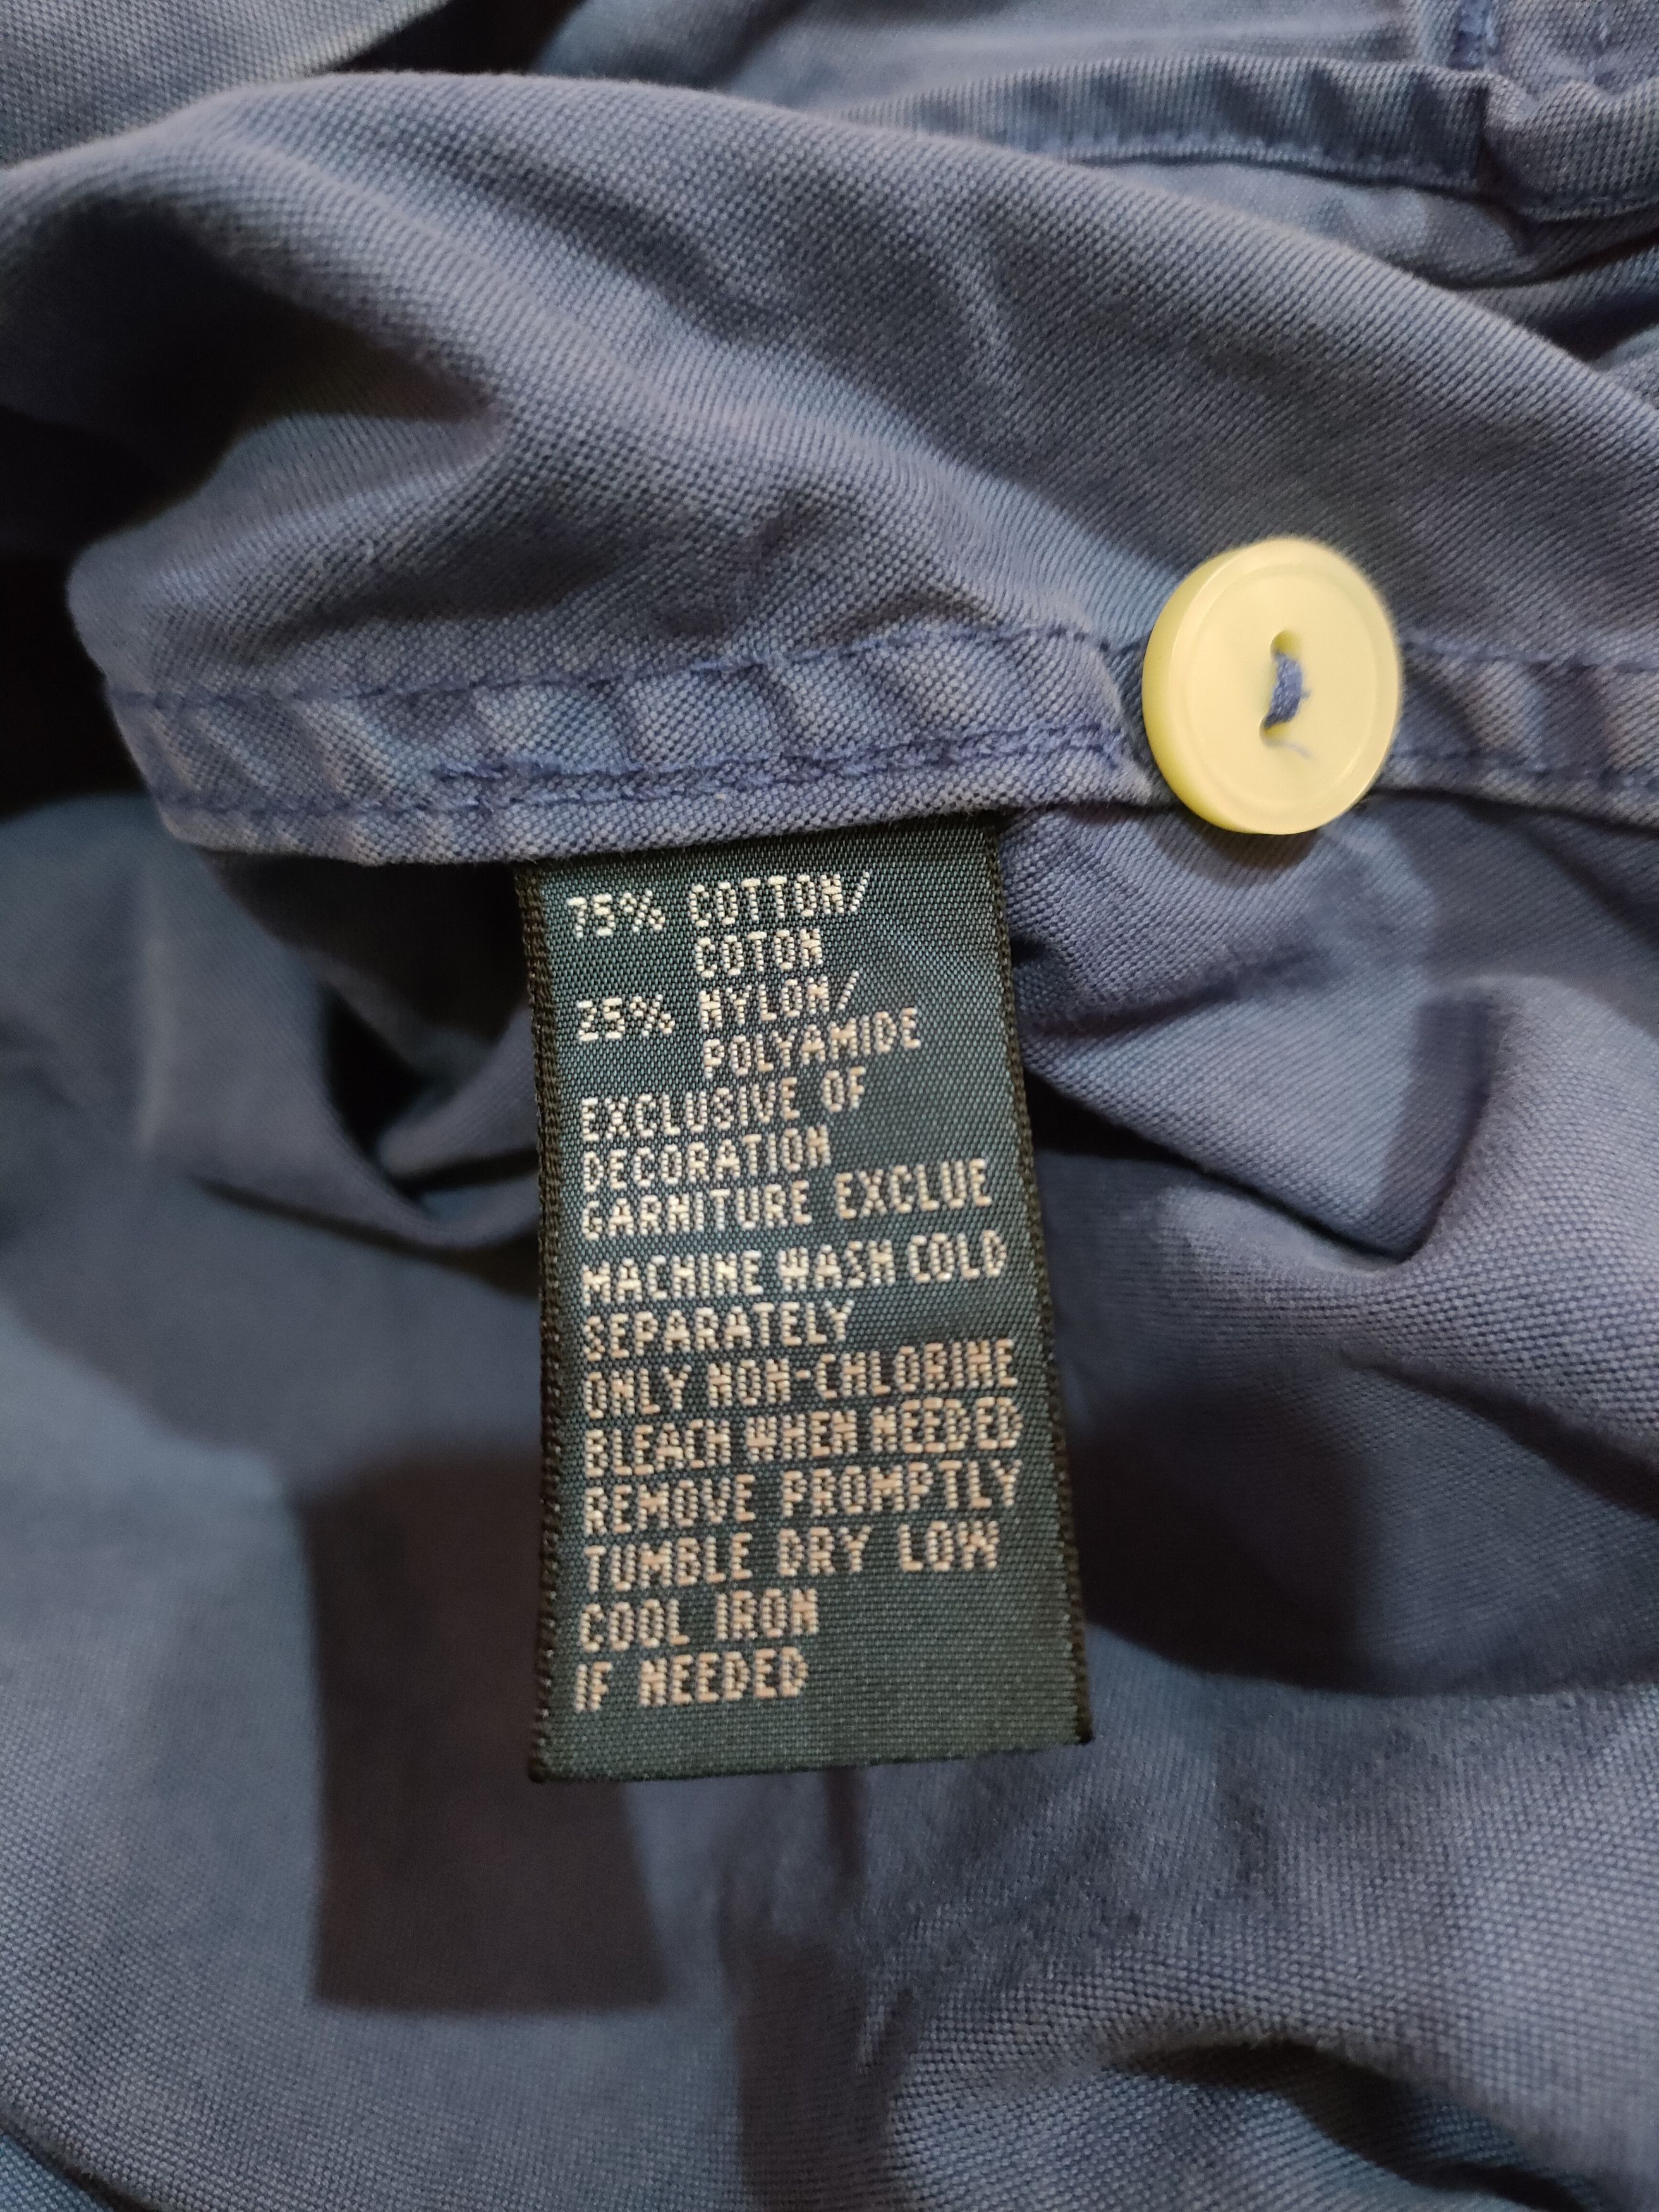 75% COTTON/
COTON
25% NYLON/
POLYAMIDE
EXCLUSIVE OF
DECORATION
GARNITURE EXCLUE
MACHINE WASH COLD
SEPARATELY
ONLY NON-CHLORINE
BLEACH WHEN NEEDED
REMOVE PROMPTLY
TUMBLE DRY LOW
COOL IRON
IF NEEDED